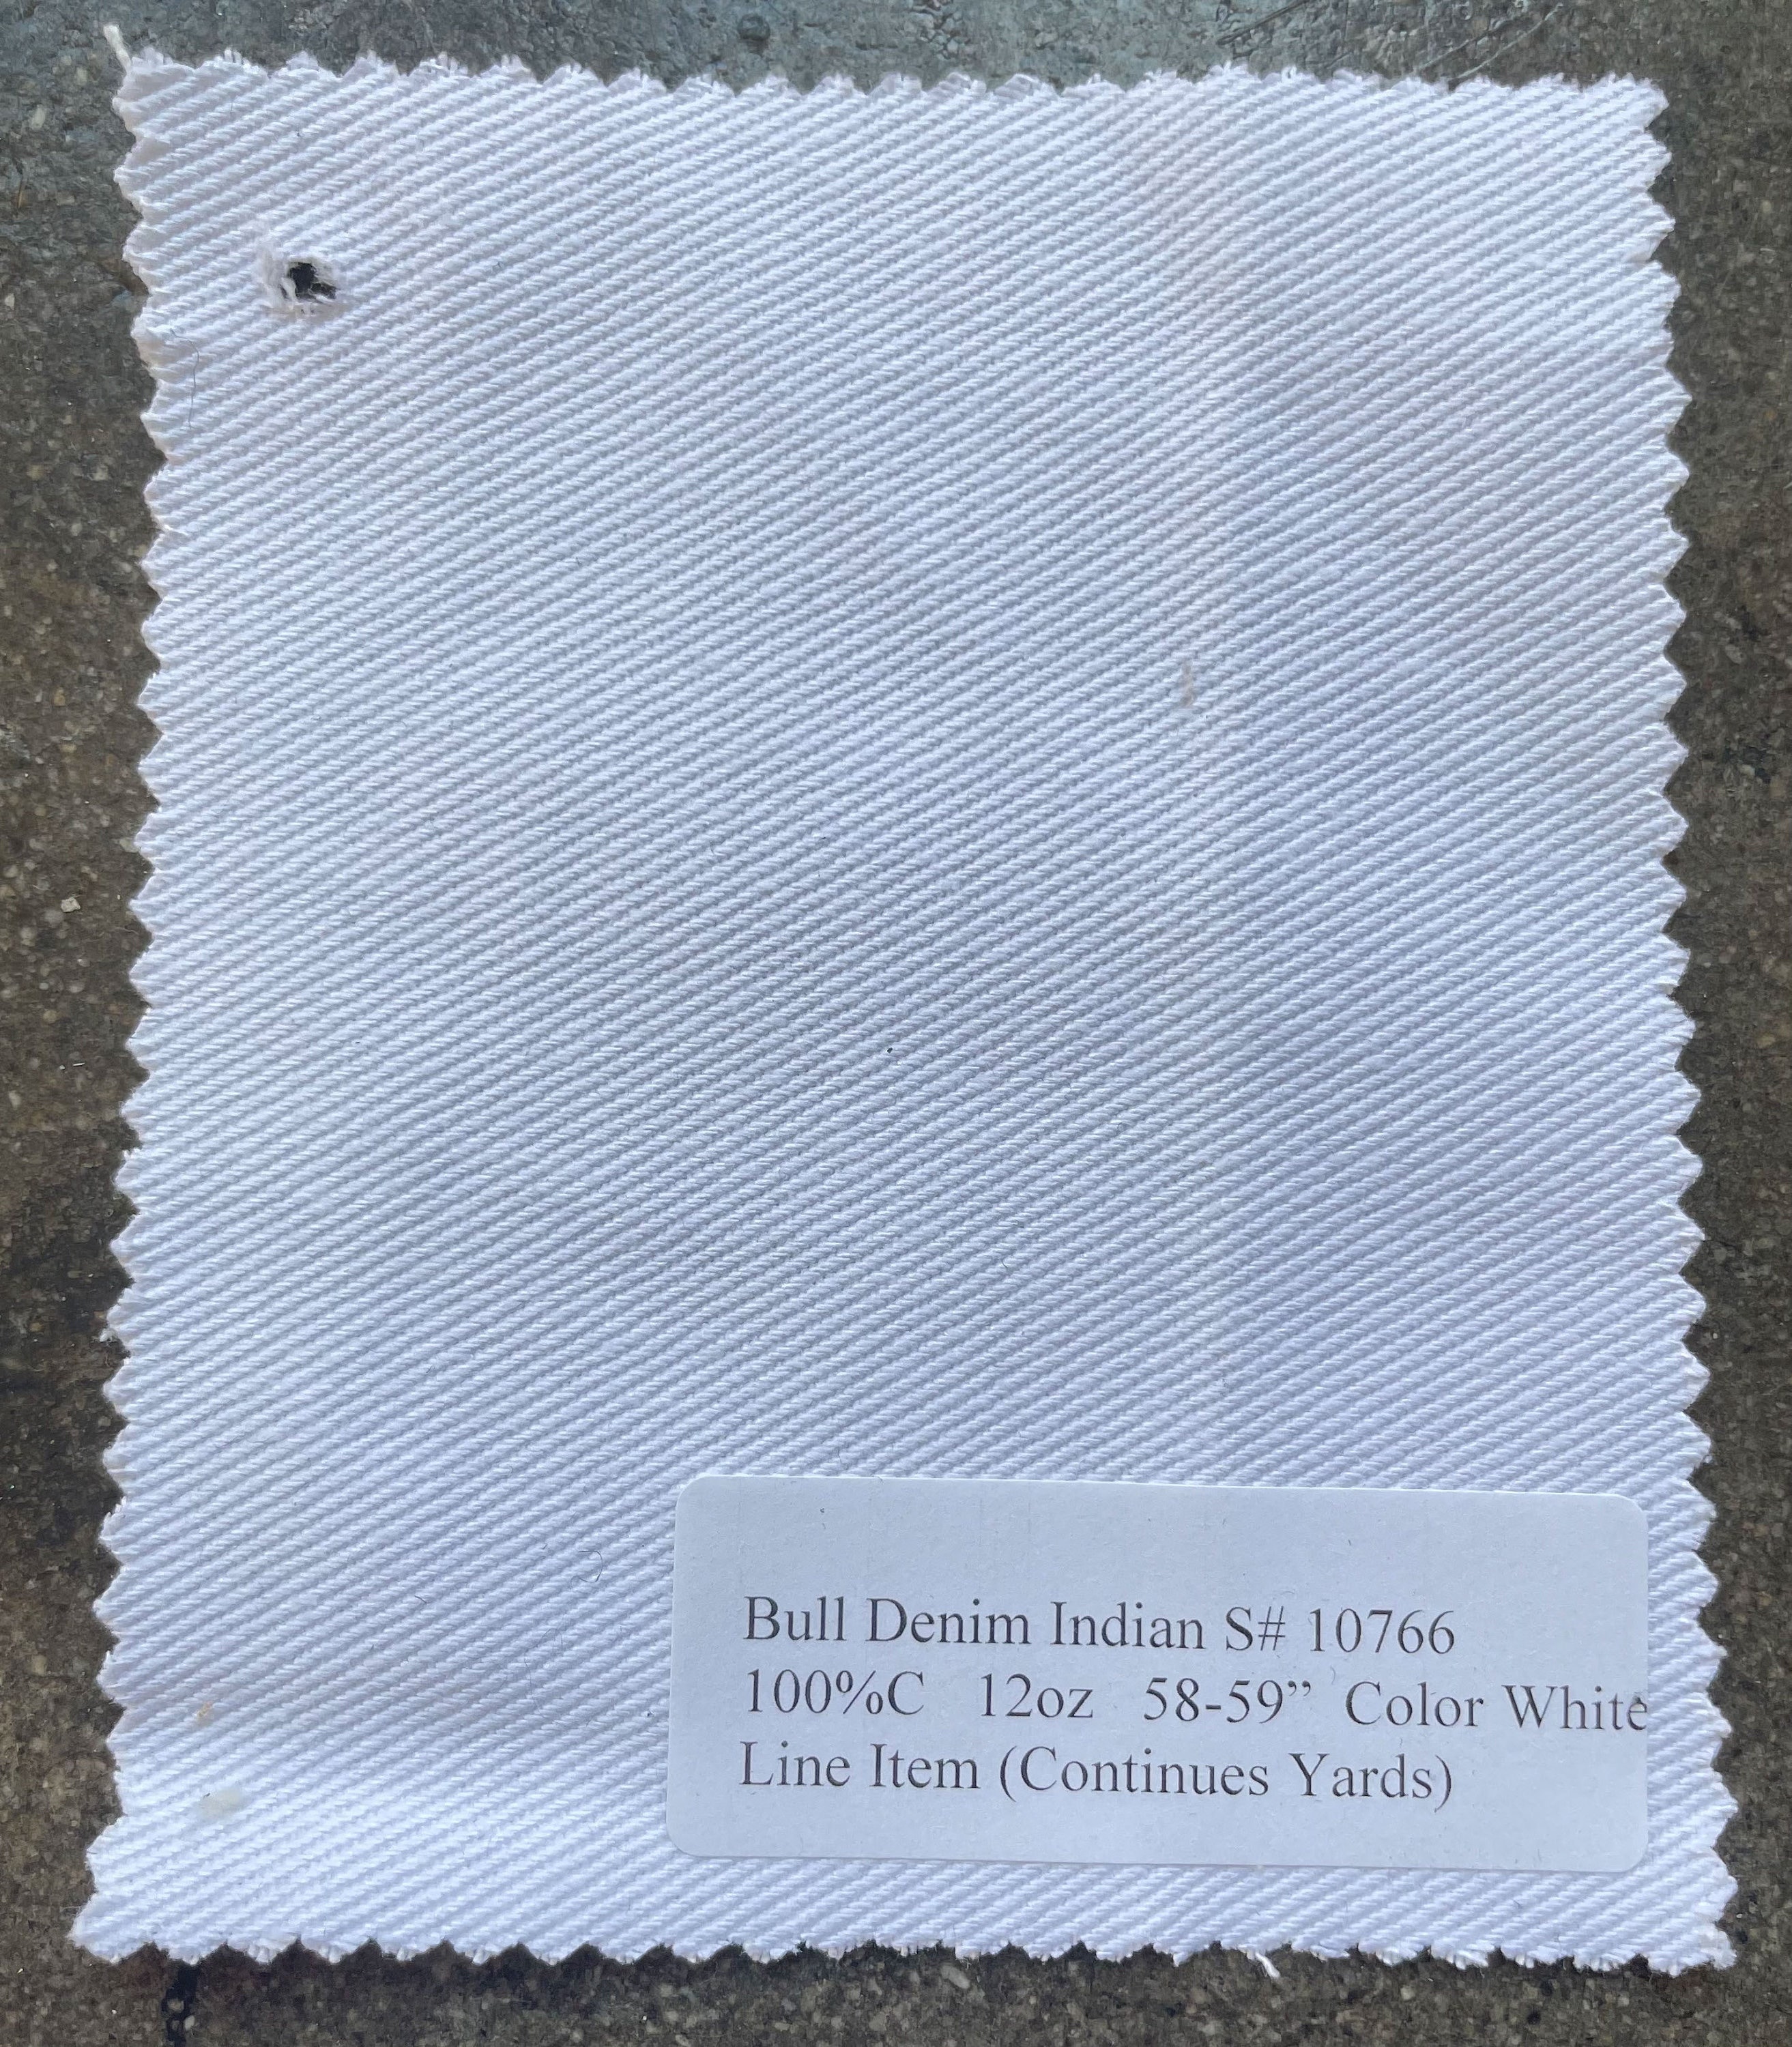 Bull Denim Indian S# 10766
100%C 12oz 58-59” Color White
Line Item (Continues Yards)